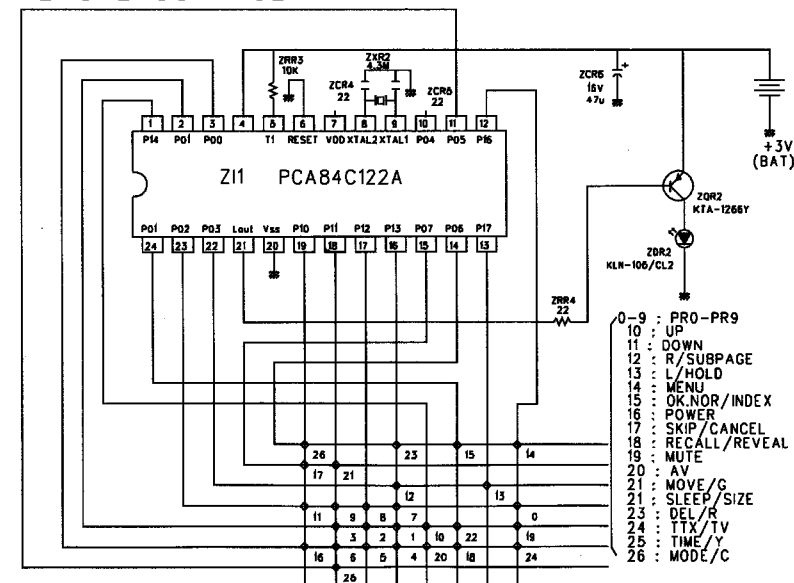 ZRR3
10K
ZXR2
4.3M
ZCR4
22
ZCR5
22
ZCR6
16V
47u
+
+3V
(BAT)
1 2 3 4 5 6 7 8 9 10 11 12
P14 P01 P00 T1 RESET VDD XTAL2 XTAL1 P04 P05 P16
ZI1 PCA84C122A
P01 P02 P03 Lout Vss P10 P11 P12 P13 P07 P06 P17
24 23 22 21 20 19 18 17 16 15 14 13
ZQR2
KTA-1266Y
ZDR2
KLN-106/CL2
ZRR4
22
0-9 : PR0-PR9
10 : UP
11 : DOWN
12 : R/SUBPAGE
13 : L/HOLD
14 : MENU
15 : OK.NOR/INDEX
16 : POWER
17 : SKIP/CANCEL
18 : RECALL/REVEAL
19 : MUTE
20 : AV
21 : MOVE/G
21 : SLEEP/SIZE
23 : DEL/R
24 : TTX/TV
25 : TIME/Y
26 : MODE/C
26 23 15 14
17 21
12 13
11 9 8 7 0
3 2 1 10 22 19
16 6 5 4 20 18 24
26